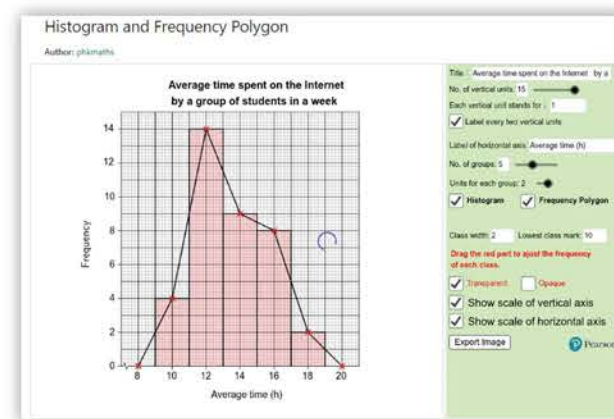 Histogram and Frequency Polygon
Author: phkmaths
Average time spent on the Internet
by a group of students in a week
14
12
10
8
6
4
2
0
Frequency
8 10 12 14 16 18 20
Average time (h)
Title: Average time spent on the Internet by a
No. of vertical units: 15
Each vertical unit stands for : 1
Label every two vertical units
Label of horizontal axis: Average time (h)
No. of groups: 5
Units for each group: 2
Histogram Frequency Polygon
Class width: 2 Lowest class mark: 10
Drag the red part to ajust the frequency
of each class.
Transparent Opaque
Show scale of vertical axis
Show scale of horizontal axis
Export Image
Pearson